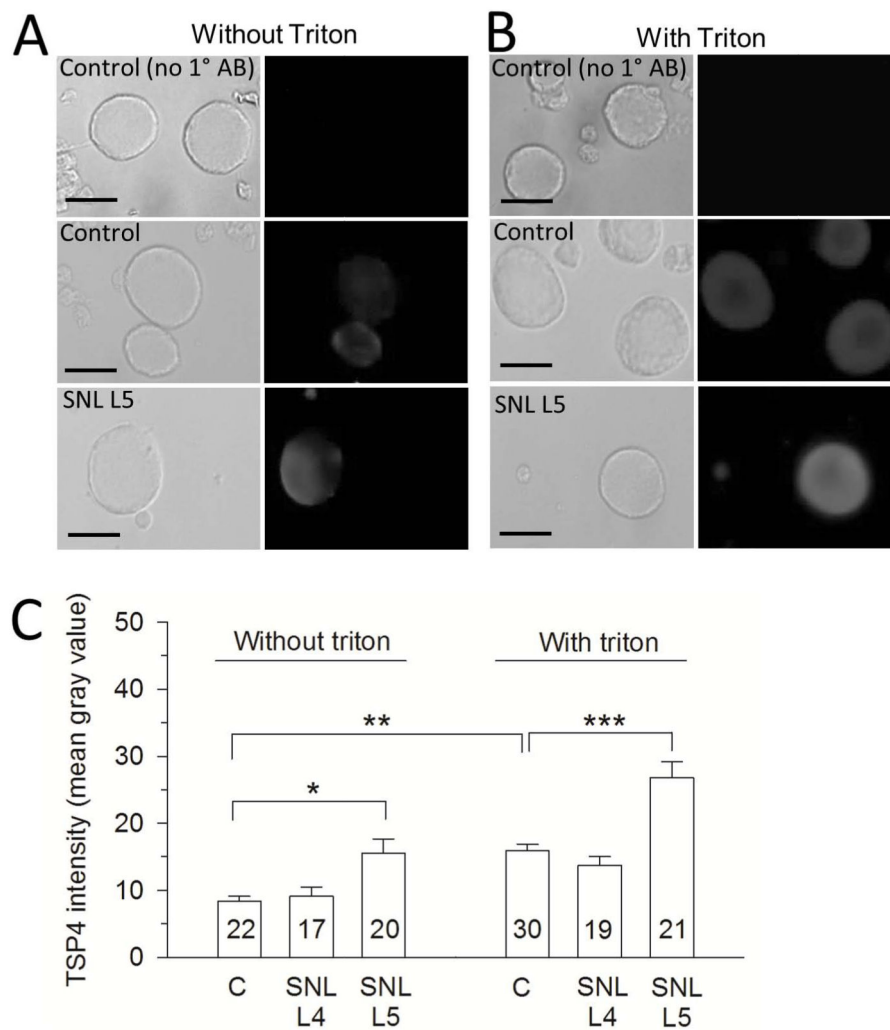 A
Without Triton
Control (no 1° AB)
Control
SNL L5
B
With Triton
Control (no 1° AB)
Control
SNL L5
C
TSP4 intensity (mean gray value)
50
40
30
20
10
0
Without triton
With triton
**
***
*
22
17
20
30
19
21
C
SNL
L4
SNL
L5
C
SNL
L4
SNL
L5